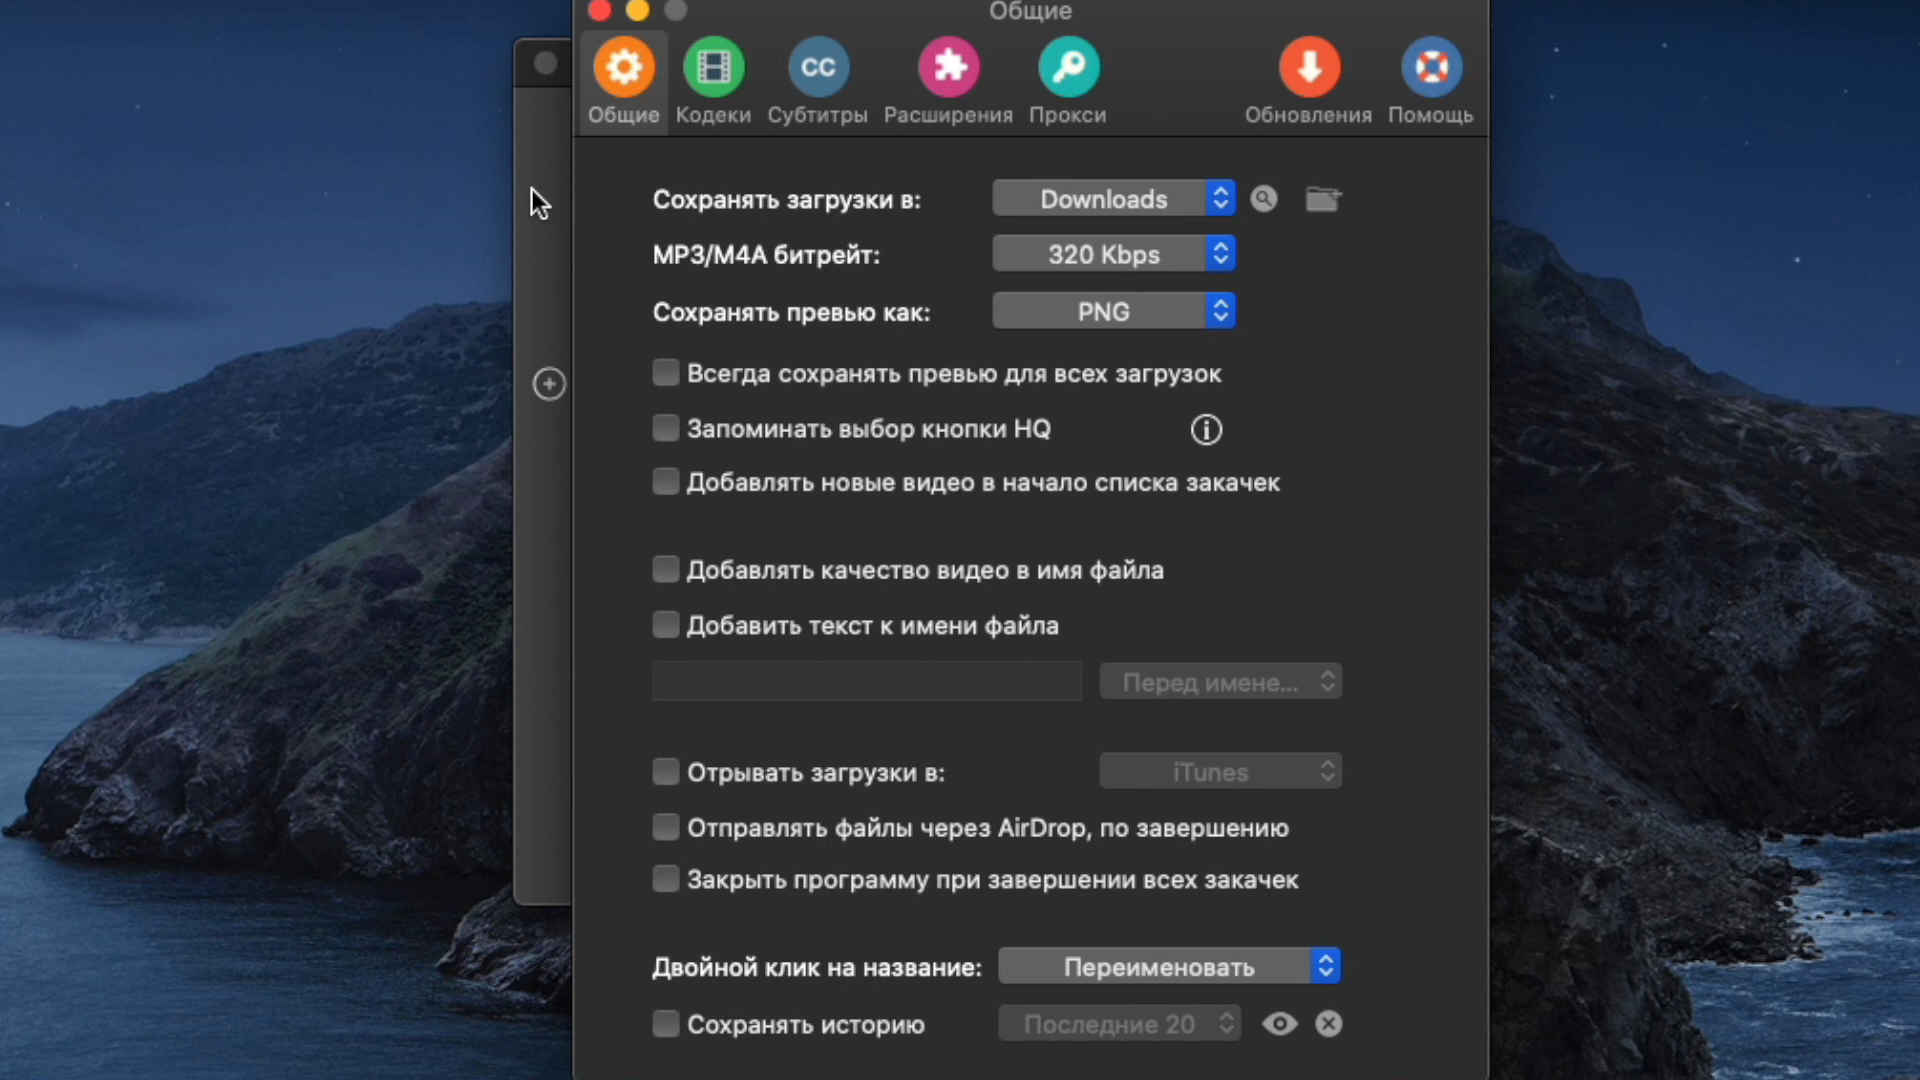 Общие
Общие Кодеки CC Субтитры Расширения Прокси Обновления Помощь
Сохранять загрузки в: Downloads
MP3/M4A битрейт: 320 Kbps
Сохранять превью как: PNG
Всегда сохранять превью для всех загрузок
Запоминать выбор кнопки HQ
Добавлять новые видео в начало списка закачек
Добавлять качество видео в имя файла
Добавить текст к имени файла
Перед имене...
Отрывать загрузки в: iTunes
Отправлять файлы через AirDrop, по завершению
Закрыть программу при завершении всех закачек
Двойной клик на название: Переименовать
Сохранять историю Последние 20